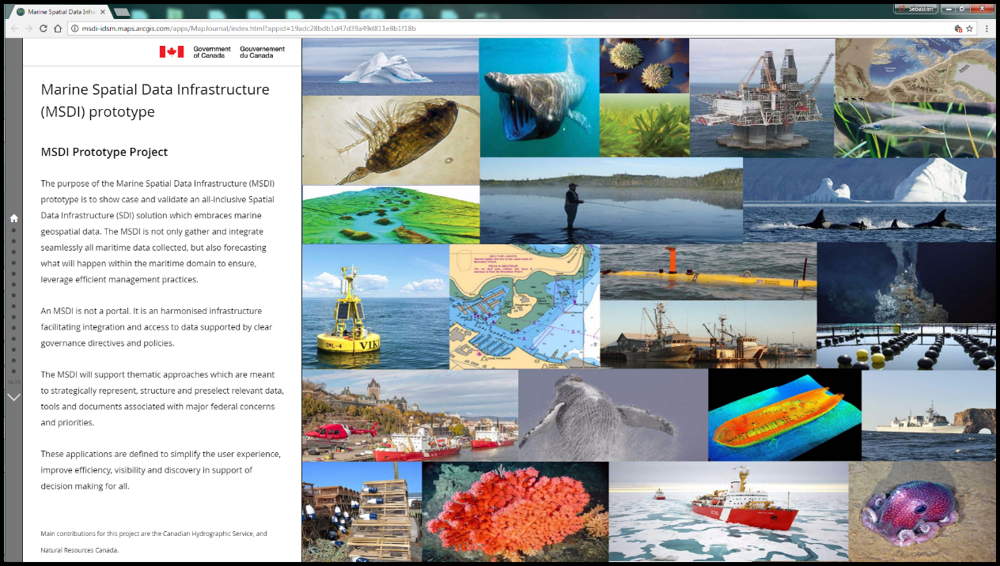 Marine Spatial Data Infra
Sebastien
msdi-idsm.maps.arcgis.com/apps/MapJournal/index.html?appid=19adc28bdb1d47d39a49d811e8b1f18b
Government of Canada
Gouvernement du Canada
Marine Spatial Data Infrastructure
(MSDI) prototype
MSDI Prototype Project
The purpose of the Marine Spatial Data Infrastructure (MSDI)
prototype is to show case and validate an all-inclusive Spatial
Data Infrastructure (SDI) solution which embraces marine
geospatial data. The MSDI is not only gather and integrate
seamlessly all maritime data collected, but also forecasting
what will happen within the maritime domain to ensure,
leverage efficient management practices.
An MSDI is not a portal. It is an harmonised infrastructure
facilitating integration and access to data supported by clear
governance directives and policies.
The MSDI will support thematic approaches which are meant
to strategically represent, structure and preselect relevant data,
tools and documents associated with major federal concerns
and priorities.
These applications are defined to simplify the user experience,
improve efficiency, visibility and discovery in support of
decision making for all.
Main contributions for this project are the Canadian Hydrographic Service, and
Natural Resources Canada.
16-19
CANADA
SECTOR LIGHTS
FEUX À SECTEUR
IML-4
VIK